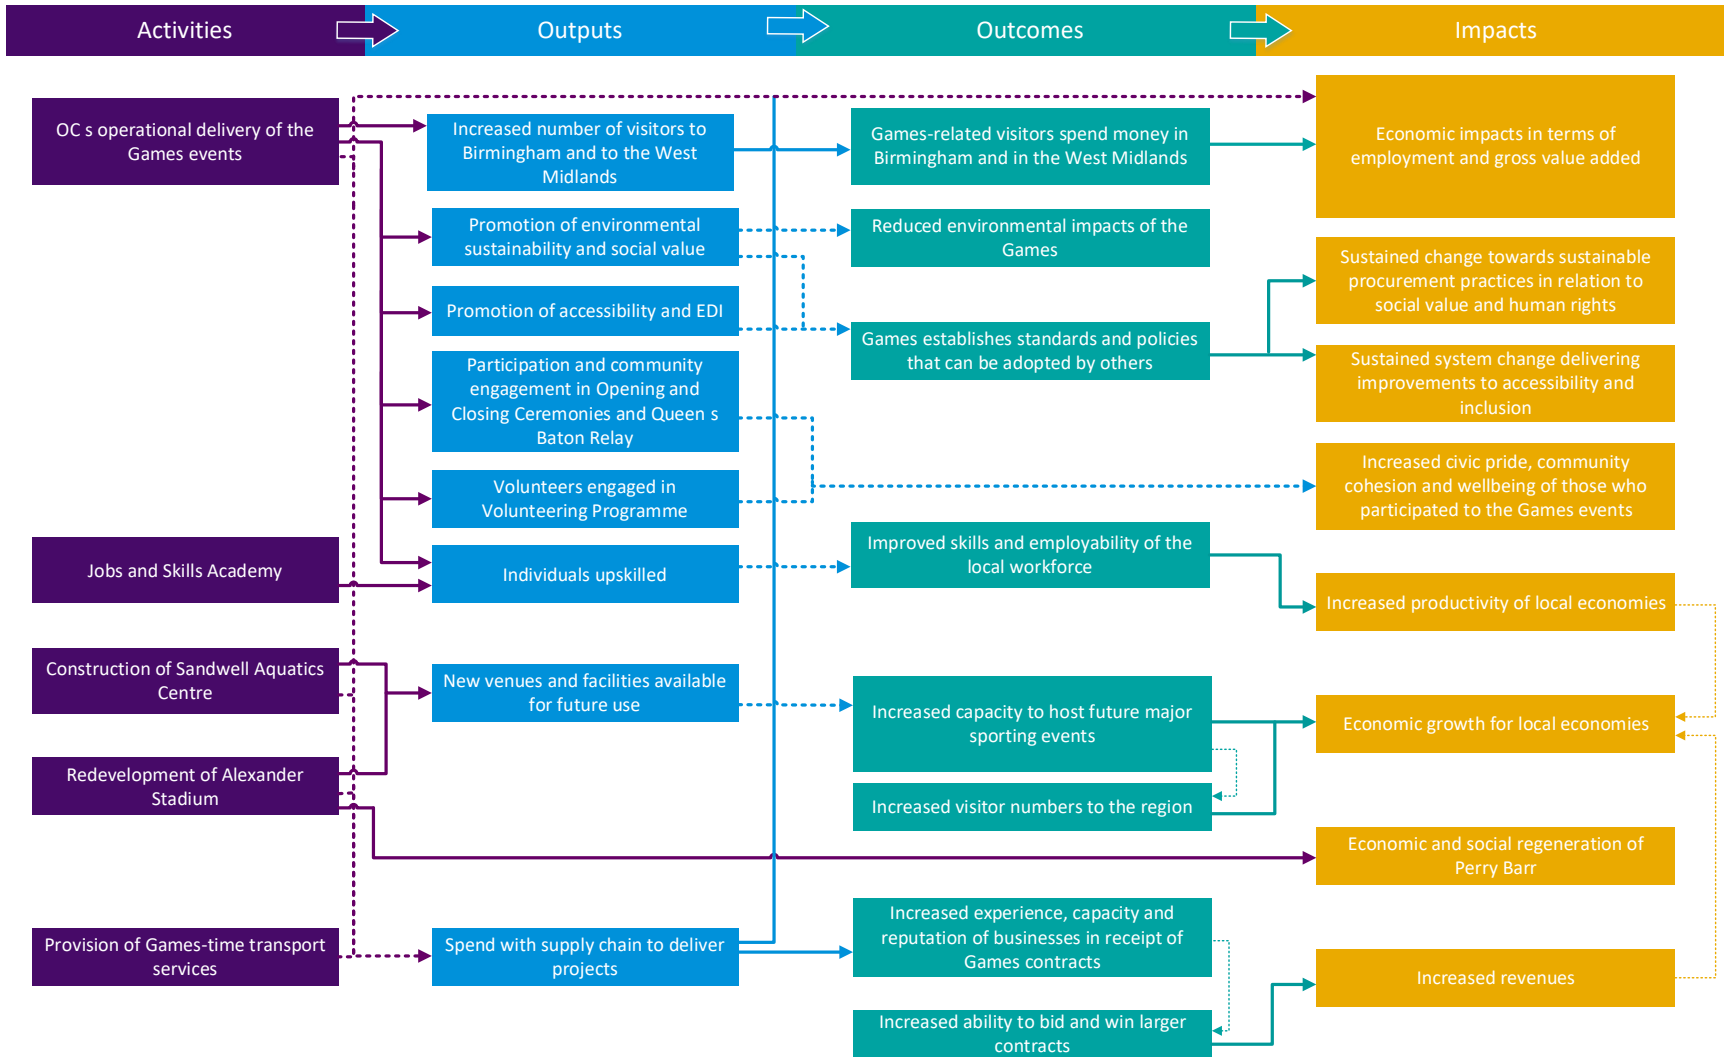 Activities
Outputs
Outcomes
Impacts
OC s operational delivery of the
Games events
Jobs and Skills Academy
Construction of Sandwell Aquatics
Centre
Redevelopment of Alexander
Stadium
Provision of Games-time transport
services
Increased number of visitors to
Birmingham and to the West
Midlands
Promotion of environmental
sustainability and social value
Promotion of accessibility and EDI
Participation and community
engagement in Opening and
Closing Ceremonies and Queen s
Baton Relay
Volunteers engaged in
Volunteering Programme
Individuals upskilled
New venues and facilities available
for future use
Spend with supply chain to deliver
projects
Games-related visitors spend money in
Birmingham and in the West Midlands
Reduced environmental impacts of the
Games
Games establishes standards and policies
that can be adopted by others
Improved skills and employability of the
local workforce
Increased capacity to host future major
sporting events
Increased visitor numbers to the region
Increased experience, capacity and
reputation of businesses in receipt of
Games contracts
Increased ability to bid and win larger
contracts
Economic impacts in terms of
employment and gross value added
Sustained change towards sustainable
procurement practices in relation to
social value and human rights
Sustained system change delivering
improvements to accessibility and
inclusion
Increased civic pride, community
cohesion and wellbeing of those who
participated to the Games events
Increased productivity of local economies
Economic growth for local economies
Economic and social regeneration of
Perry Barr
Increased revenues